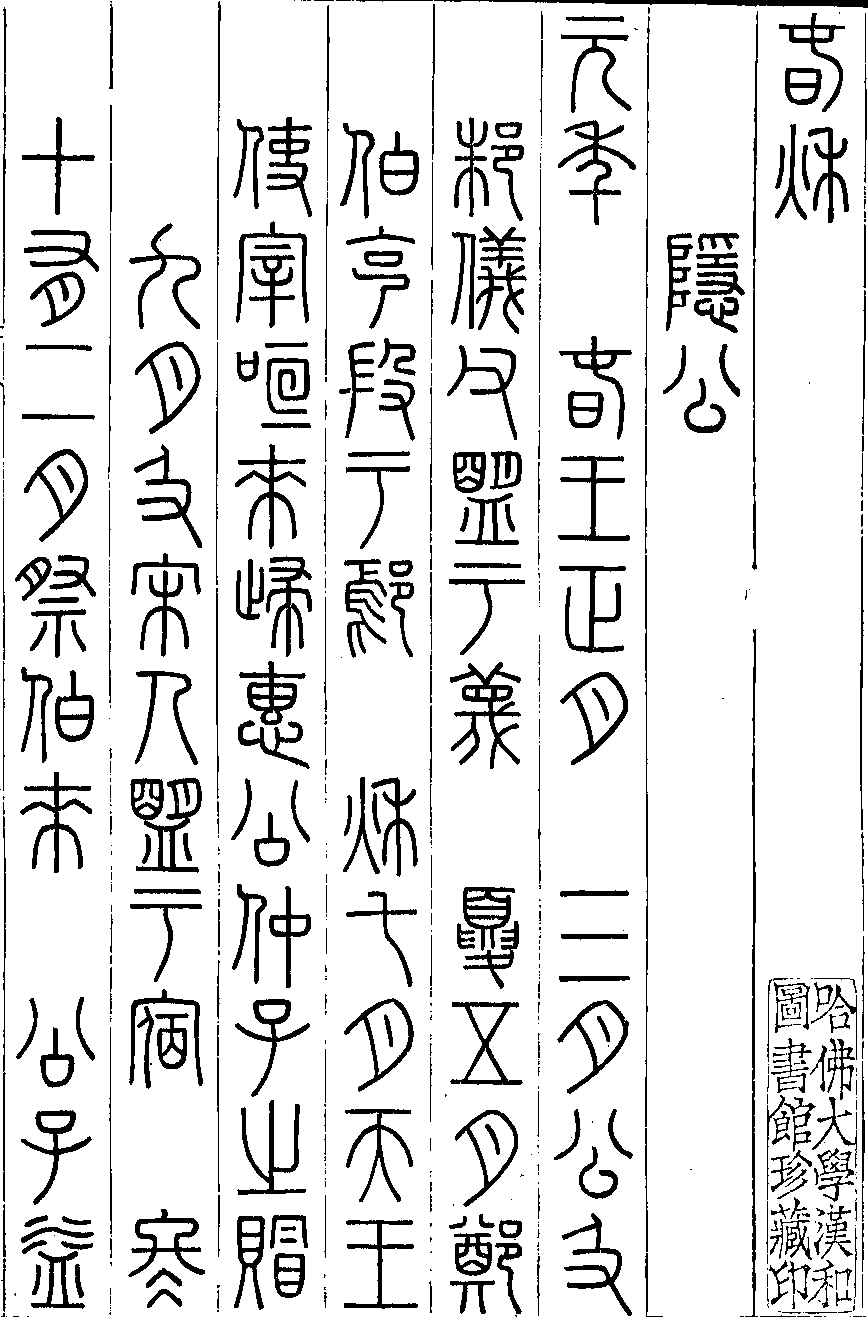 春秋
隱公
元年 春王正月 三月公及
邾儀父盟于蔑 夏五月鄭
伯克段于鄢 秋七月天王
使宰咺來歸惠公仲子之賵
九月及宋人盟于宿 冬
十有二月祭伯來 公子益
哈佛大學漢和
圖書館珍藏印